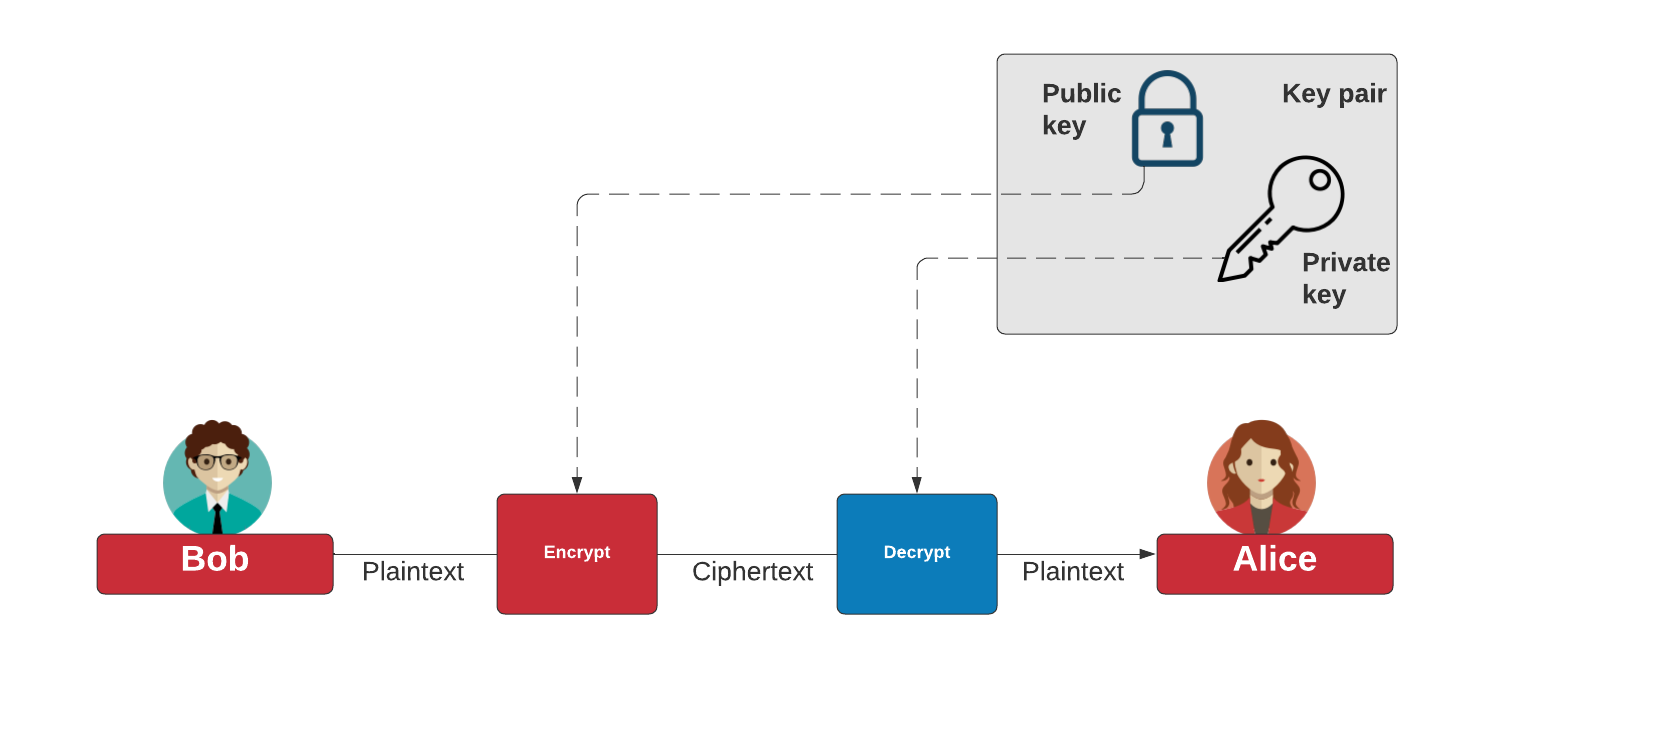 Public
key
Key pair
Private
key
Bob
Plaintext
Encrypt
Ciphertext
Decrypt
Plaintext
Alice